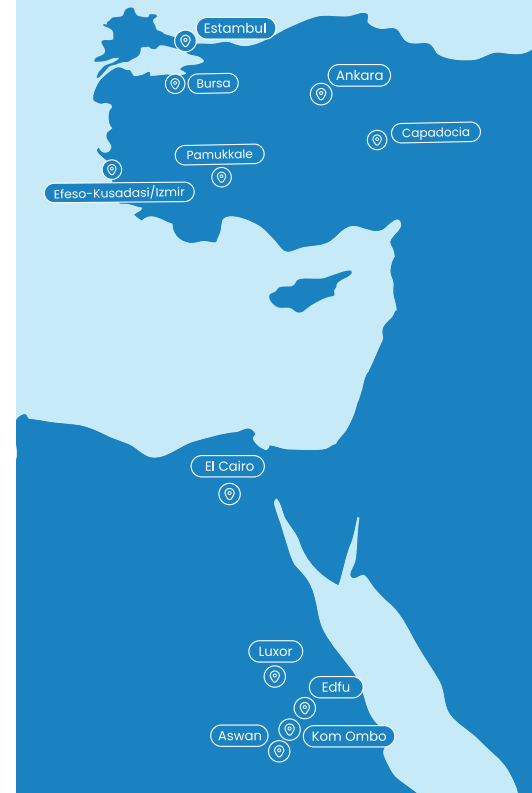 Estambul
Ankara
Bursa
Capadocia
Pamukkale
Efeso-Kusadasi/Izmir
El Cairo
Luxor
Edfu
Aswan
Kom Ombo